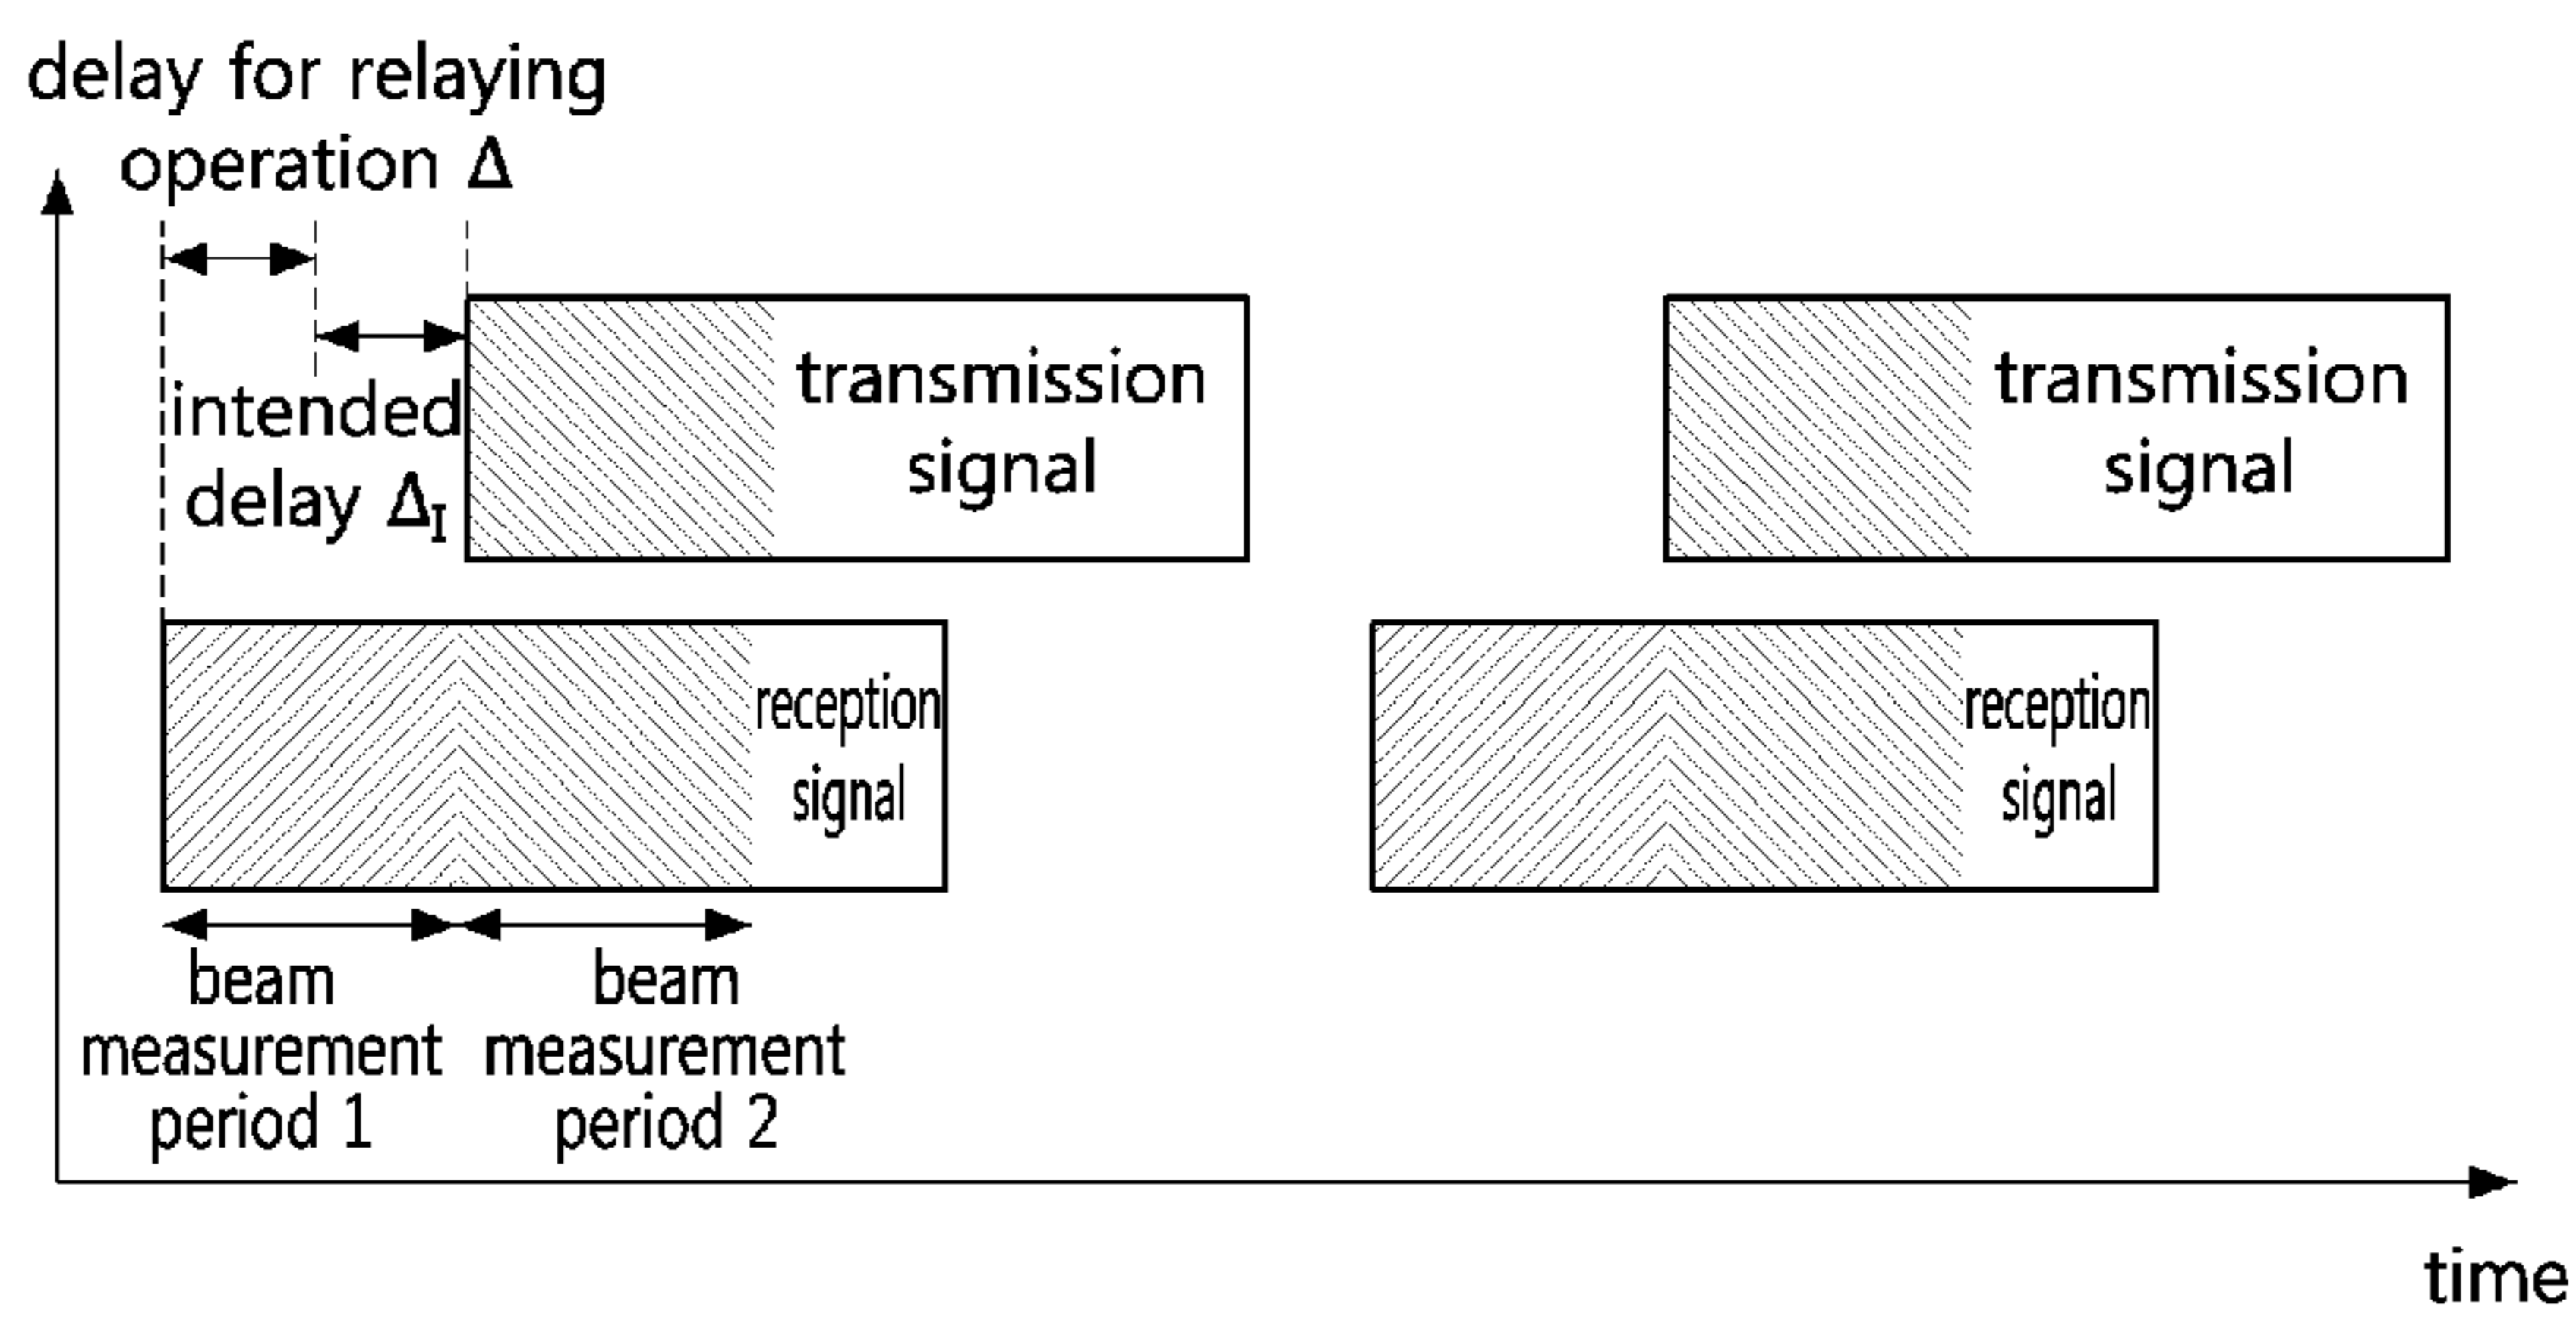 delay for relaying
operation Δ
intended
delay ΔI
transmission
signal
transmission
signal
reception
signal
reception
signal
beam
measurement
period 1
beam
measurement
period 2
time